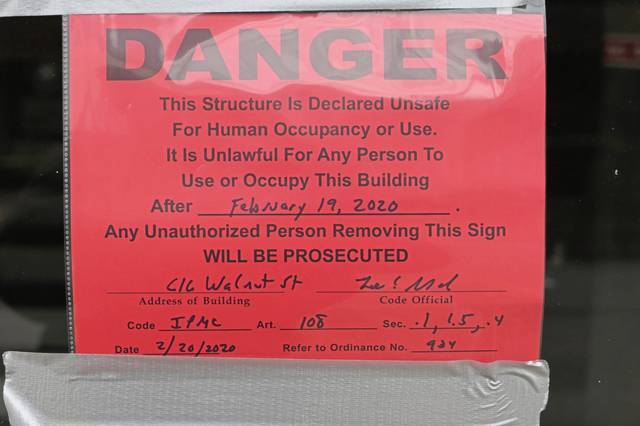 DANGER
This Structure Is Declared Unsafe
For Human Occupancy or Use.
It Is Unlawful For Any Person To
Use or Occupy This Building
After February 19, 2020.
Any Unauthorized Person Removing This Sign
WILL BE PROSECUTED
616 Walnut St
Address of Building Code Official
Code IPMC Art. 108 Sec. .1, 1.5, .4
Date 2/20/2020 Refer to Ordinance No. 924